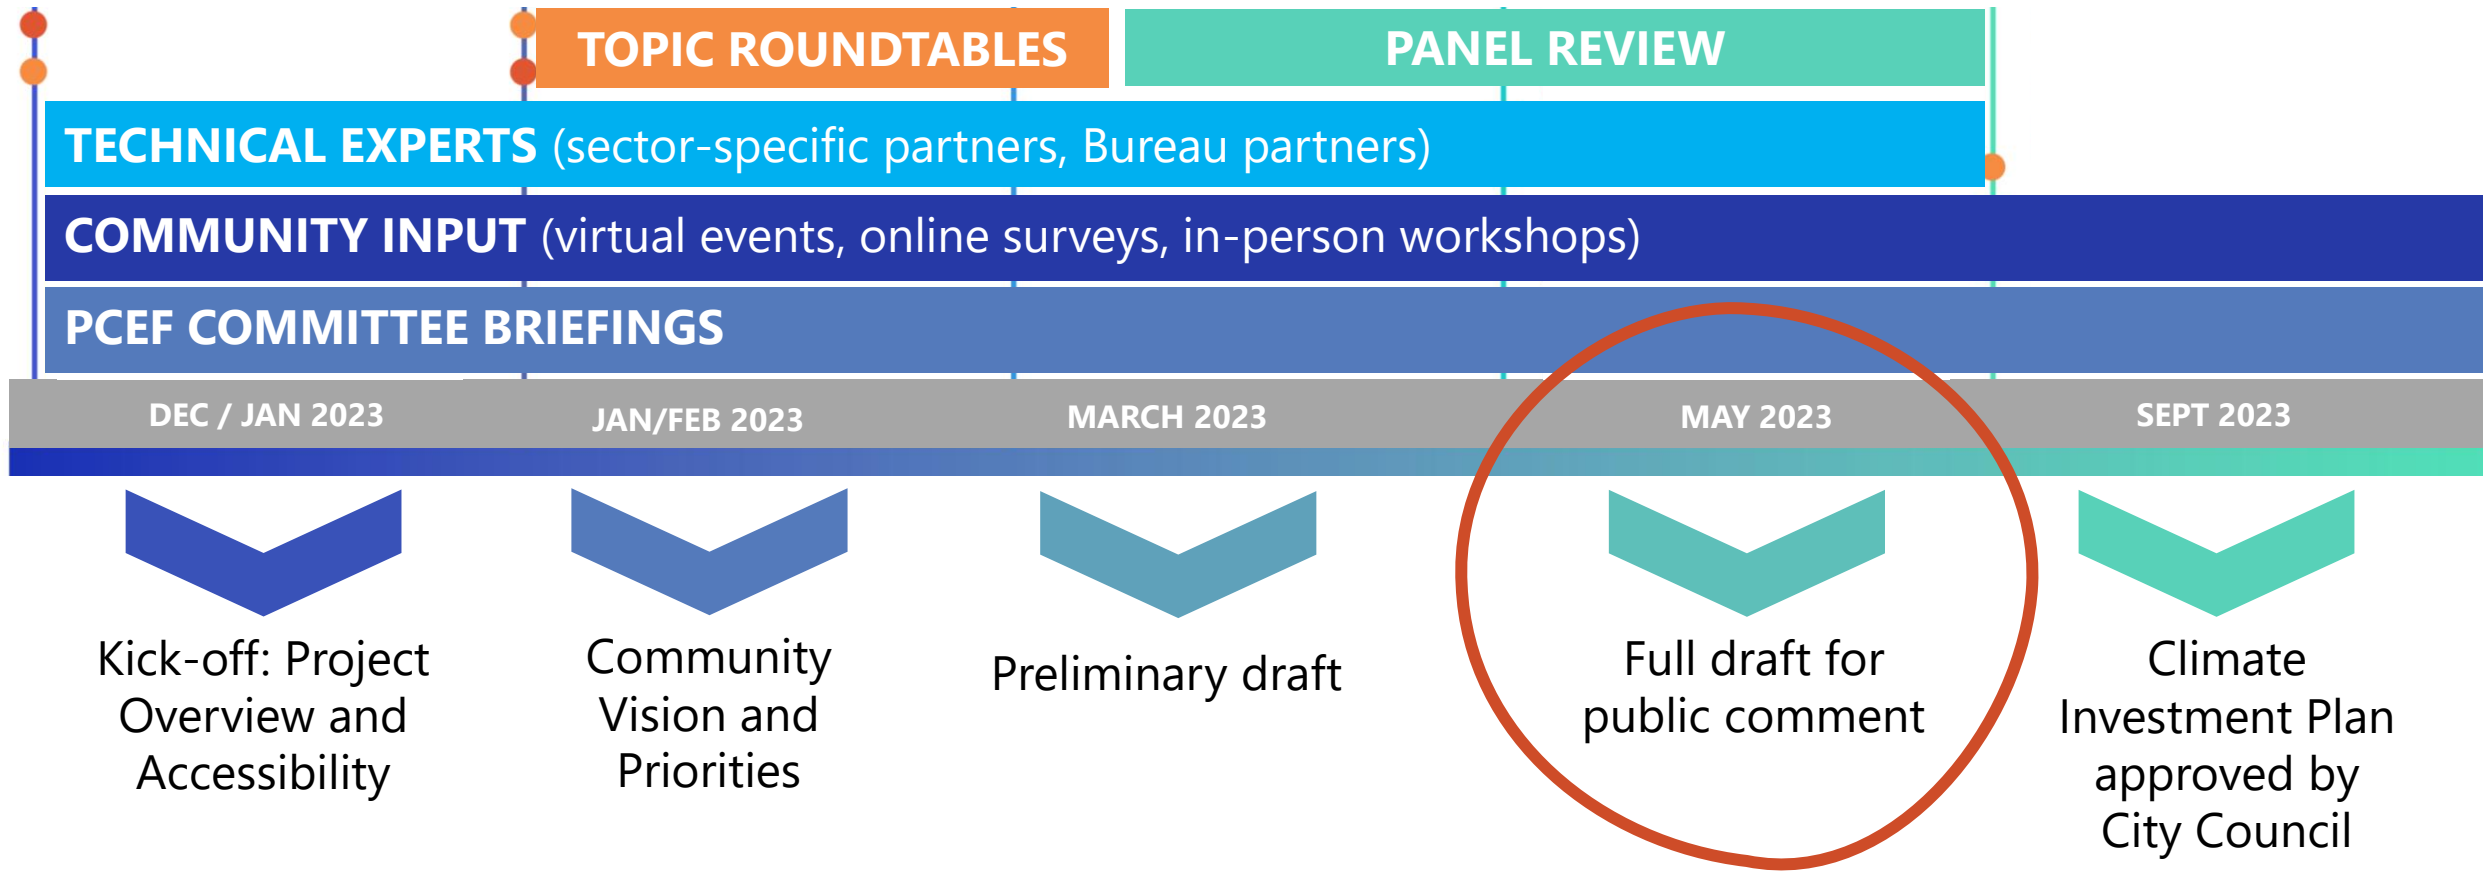 TOPIC ROUNDTABLES
PANEL REVIEW
TECHNICAL EXPERTS (sector-specific partners, Bureau partners)
COMMUNITY INPUT (virtual events, online surveys, in-person workshops)
PCEF COMMITTEE BRIEFINGS
DEC / JAN 2023
JAN/FEB 2023
MARCH 2023
MAY 2023
SEPT 2023
Kick-off: Project
Overview and
Accessibility
Community
Vision and
Priorities
Preliminary draft
Full draft for
public comment
Climate
Investment Plan
approved by
City Council